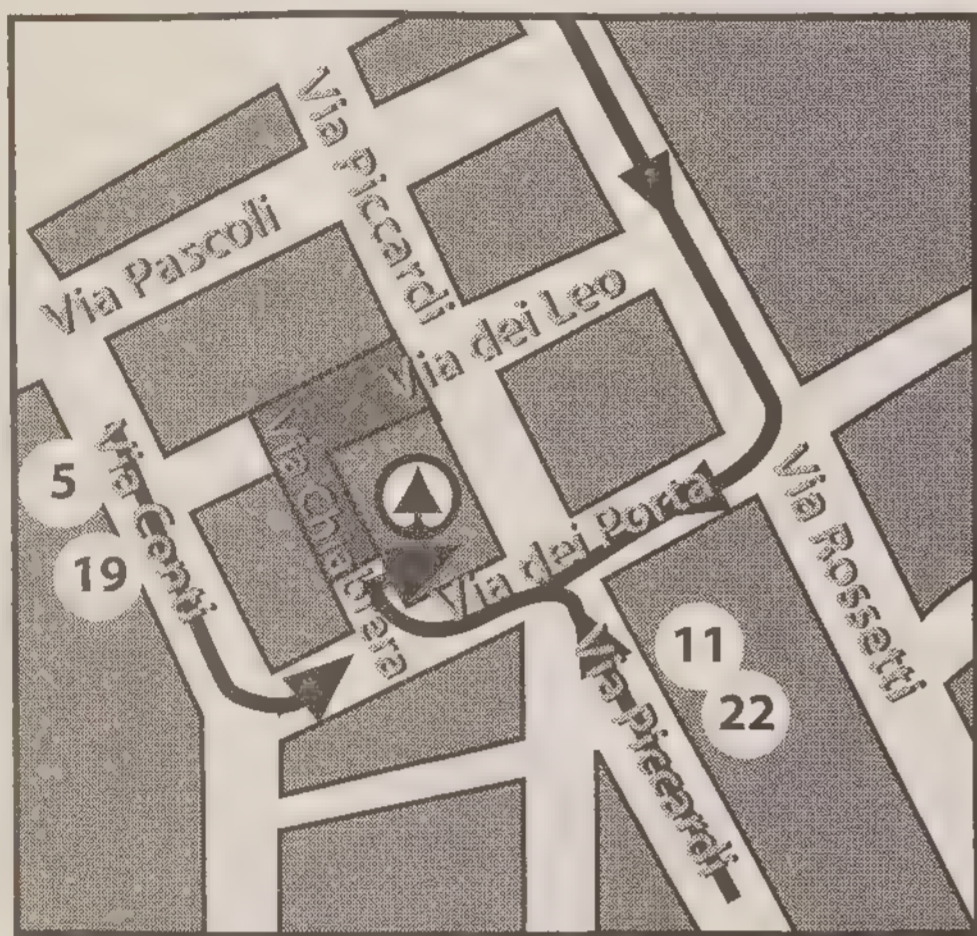 Via Piccardi
Via Pascoli
Via dei Leo
Via Conti
Via Chiabrera
Via dei Porta
Via Rossetti
5
19
11
22
Via Piccardi